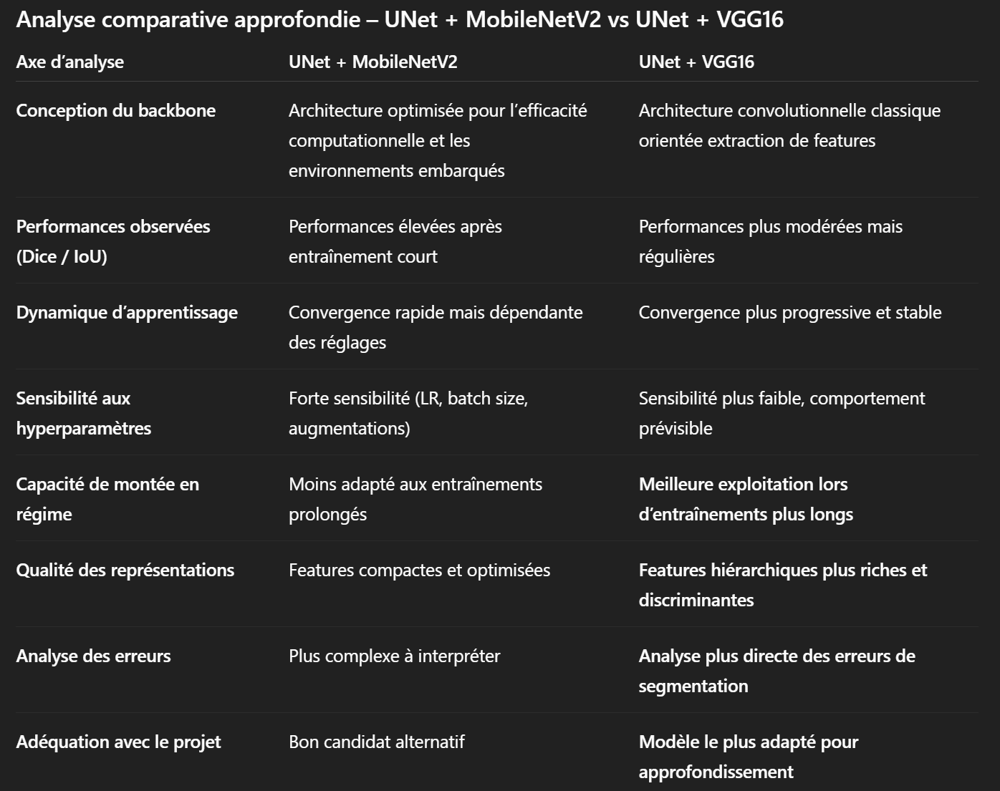 Analyse comparative approfondie – UNet + MobileNetV2 vs UNet + VGG16
Axe d’analyse
UNet + MobileNetV2
UNet + VGG16
Conception du backbone
Architecture optimisée pour l’efficacité
computationnelle et les
environnements embarqués
Architecture convolutionnelle classique
orientée extraction de features
Performances observées
(Dice / IoU)
Performances élevées après
entraînement court
Performances plus modérées mais
régulières
Dynamique d’apprentissage
Convergence rapide mais dépendante
des réglages
Convergence plus progressive et stable
Sensibilité aux
hyperparamètres
Forte sensibilité (LR, batch size,
augmentations)
Sensibilité plus faible, comportement
prévisible
Capacité de montée en
régime
Moins adapté aux entraînements
prolongés
Meilleure exploitation lors
d’entraînements plus longs
Qualité des représentations
Features compactes et optimisées
Features hiérarchiques plus riches et
discriminantes
Analyse des erreurs
Plus complexe à interpréter
Analyse plus directe des erreurs de
segmentation
Adéquation avec le projet
Bon candidat alternatif
Modèle le plus adapté pour
approfondissement